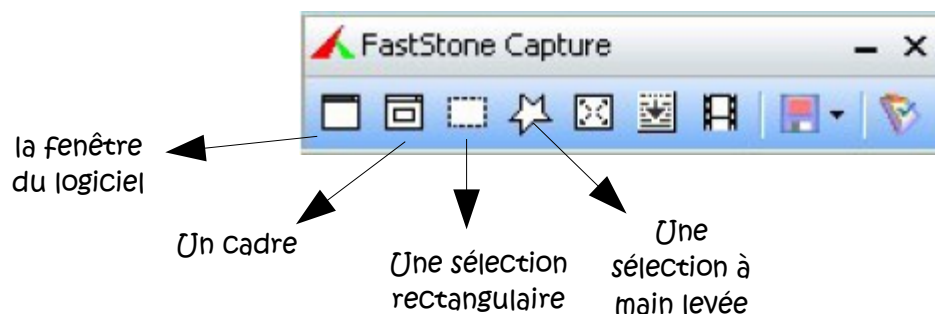 FastStone Capture
la fenêtre
du logiciel
Un cadre
Une sélection
rectangulaire
Une
sélection à
main levée